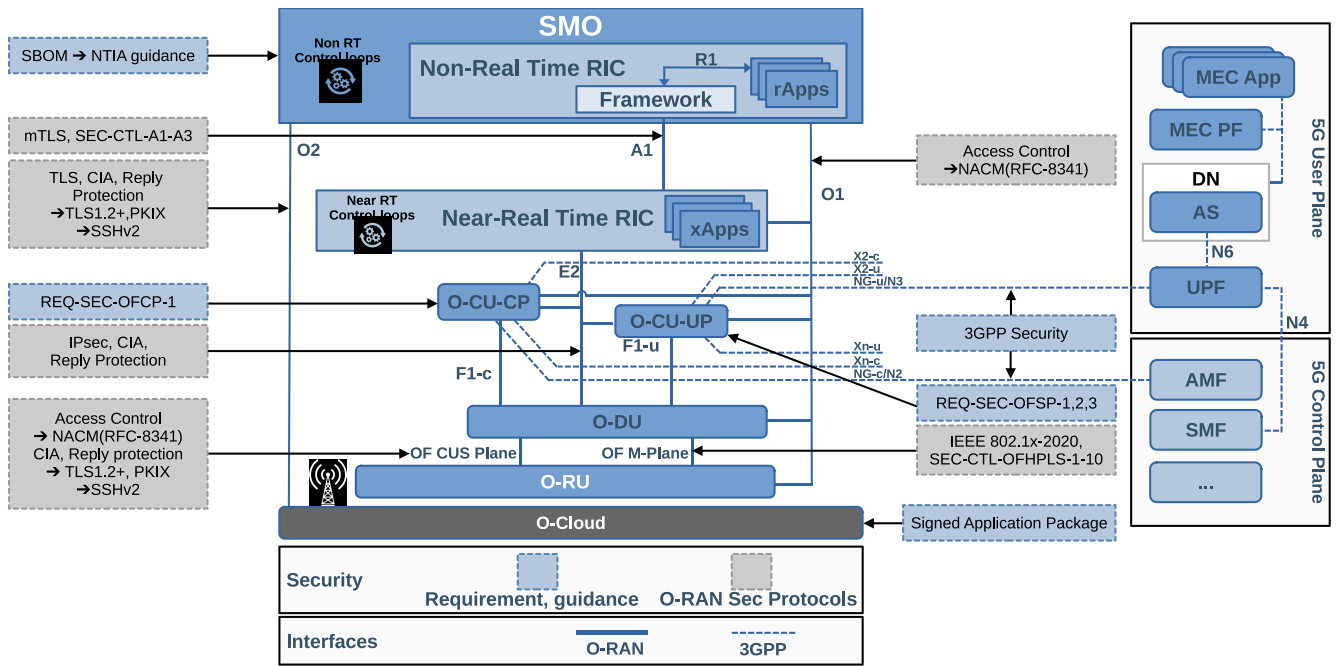 SMO
Non RT
Control loops
Non-Real Time RIC
R1
Framework
rApps
SBOM ➔ NTIA guidance
mTLS, SEC-CTL-A1-A3
O2
A1
O1
TLS, CIA, Reply
Protection
➔TLS1.2+,PKIX
➔SSHv2
Access Control
➔NACM(RFC-8341)
Near RT
Control loops
Near-Real Time RIC
xApps
E2
X2-c
X2-u
NG-u/N3
REQ-SEC-OFCP-1
O-CU-CP
O-CU-UP
IPsec, CIA,
Reply Protection
F1-u
F1-c
Xn-u
Xn-c
NG-c/N2
3GPP Security
REQ-SEC-OFSP-1,2,3
Access Control
➔ NACM(RFC-8341)
CIA, Reply protection
➔ TLS1.2+, PKIX
➔SSHv2
O-DU
OF CUS Plane
OF M-Plane
IEEE 802.1x-2020,
SEC-CTL-OFHPLS-1-10
O-RU
O-Cloud
Signed Application Package
MEC App
MEC PF
DN
AS
N6
UPF
N4
5G User Plane
AMF
SMF
...
5G Control Plane
Security
Requirement, guidance
O-RAN Sec Protocols
Interfaces
O-RAN
3GPP